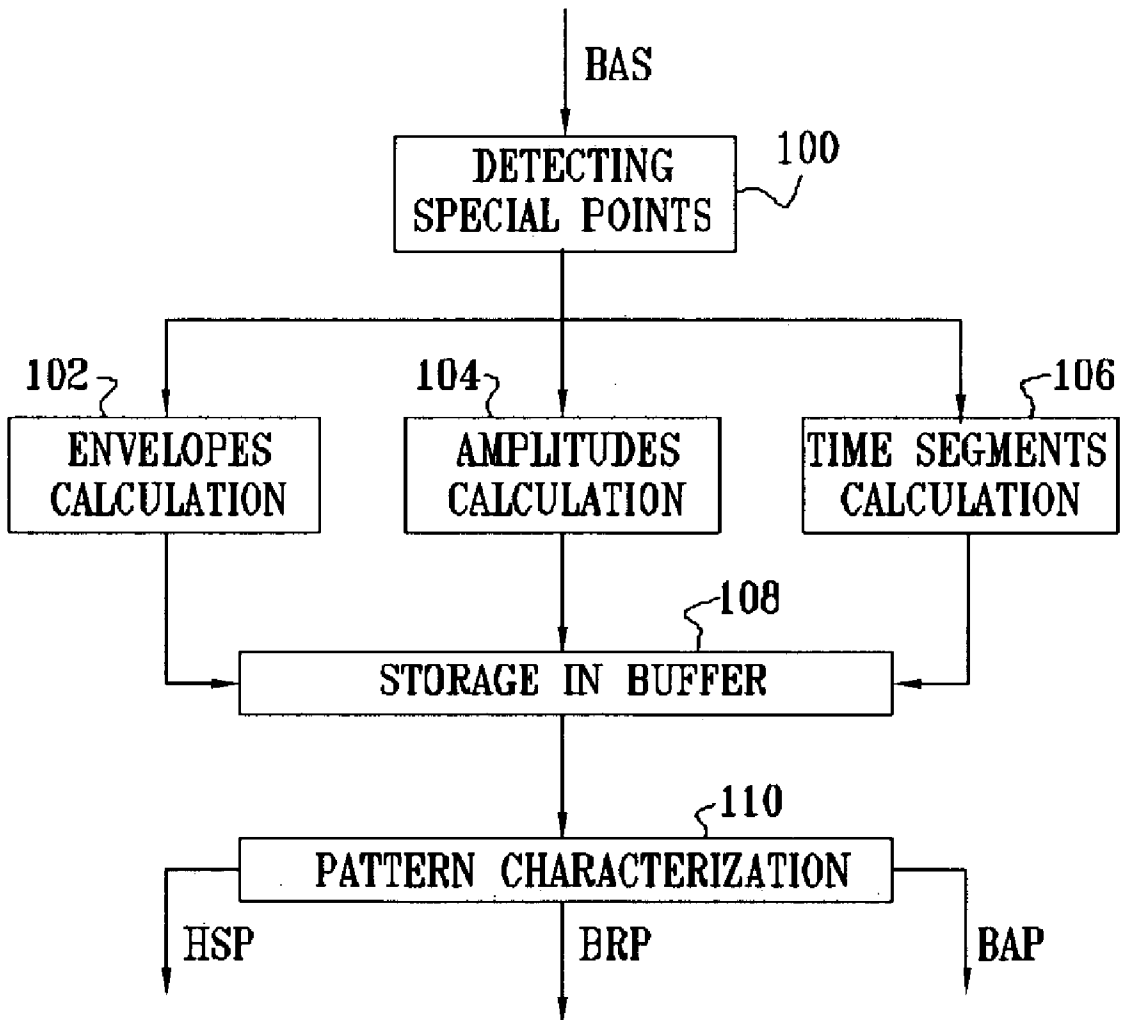 BAS
DETECTING
SPECIAL POINTS
100
102
104
106
ENVELOPES
CALCULATION
AMPLITUDES
CALCULATION
TIME SEGMENTS
CALCULATION
108
STORAGE IN BUFFER
110
PATTERN CHARACTERIZATION
HSP
BRP
BAP